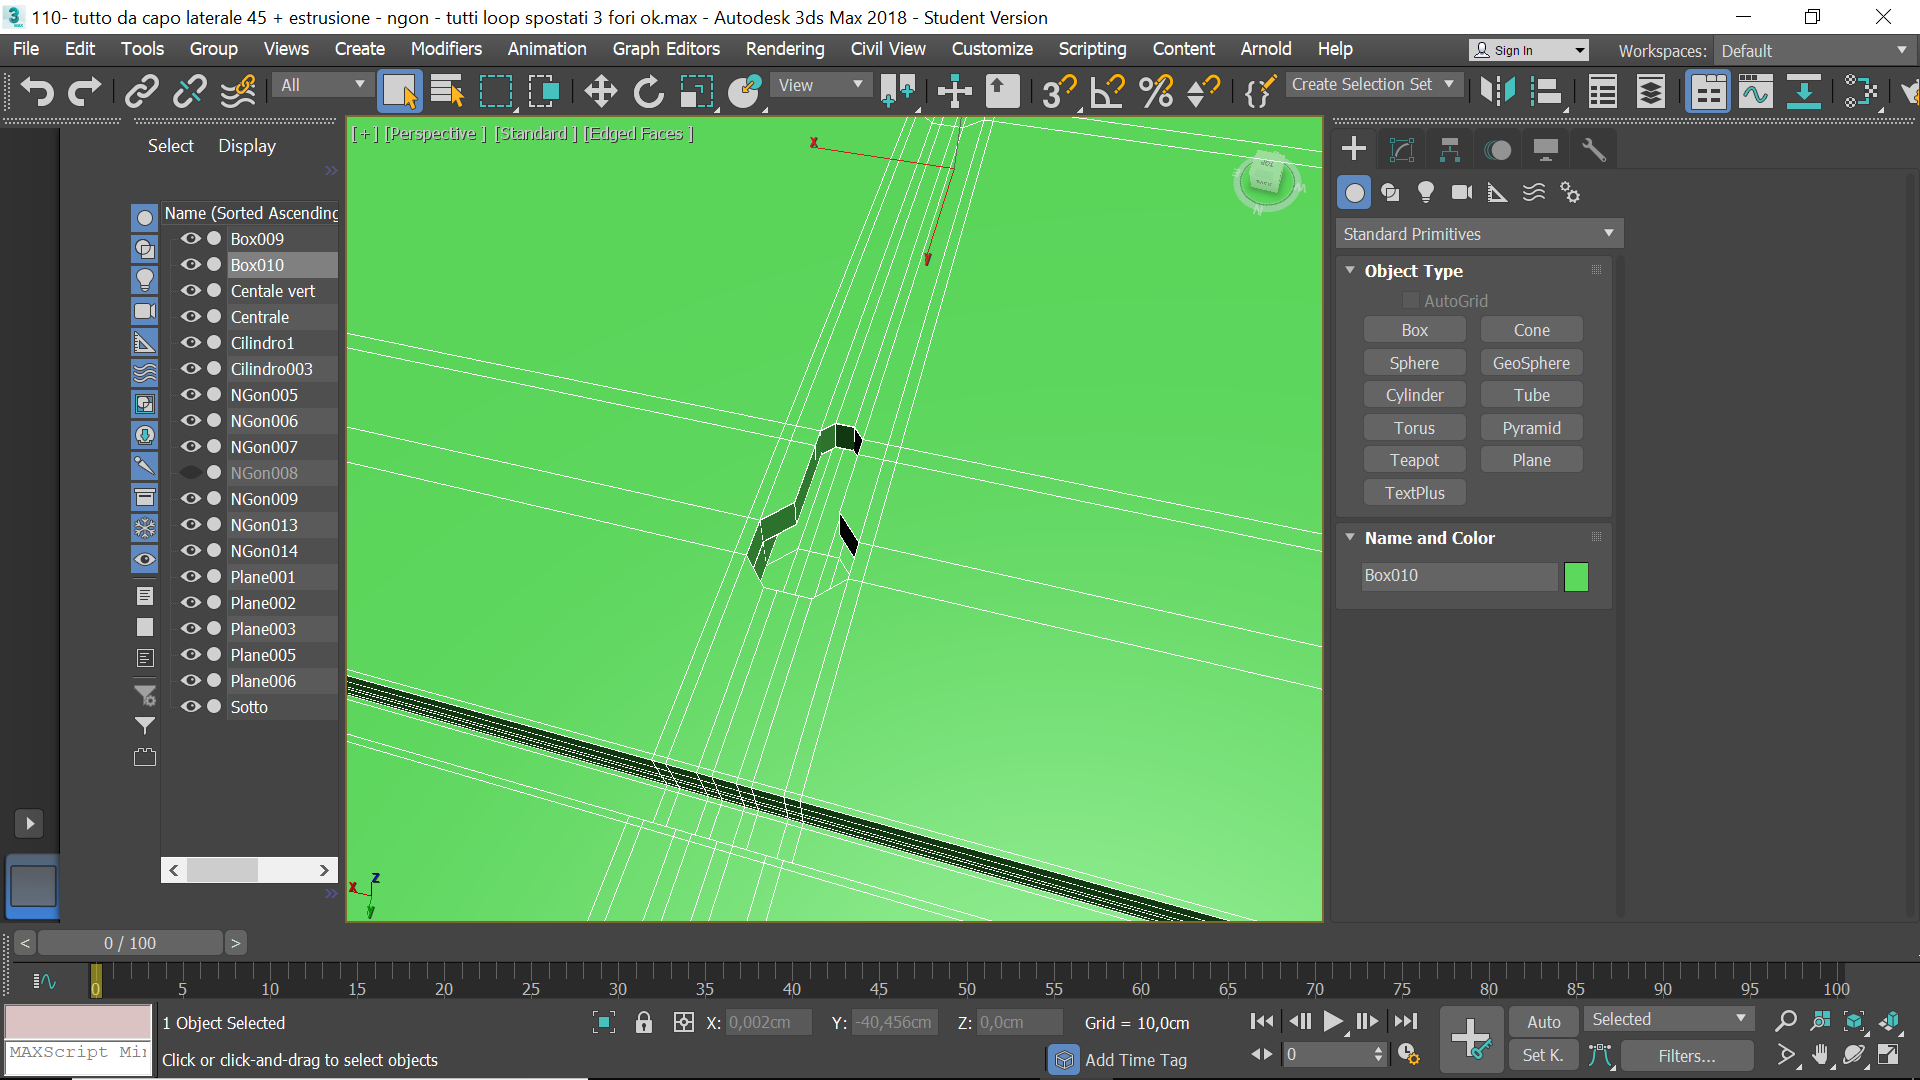 110- tutto da capo laterale 45 + estrusione - ngon - tutti loop spostati 3 fori ok.max - Autodesk 3ds Max 2018 - Student Version
File Edit Tools Group Views Create Modifiers Animation Graph Editors Rendering Civil View Customize Scripting Content Arnold Help Sign In Workspaces: Default
All View Create Selection Set
Select Display
[+] [Perspective ] [Standard ] [Edged Faces ]
Name (Sorted Ascending
Box009
Box010
Centale vert
Centrale
Cilindro1
Cilindro003
NGon005
NGon006
NGon007
NGon008
NGon009
NGon013
NGon014
Plane001
Plane002
Plane003
Plane005
Plane006
Sotto
x
y
x z
y
Standard Primitives
Object Type
AutoGrid
Box Cone
Sphere GeoSphere
Cylinder Tube
Torus Pyramid
Teapot Plane
TextPlus
Name and Color
Box010
< 0 / 100 >
0 5 10 15 20 25 30 35 40 45 50 55 60 65 70 75 80 85 90 95 100
1 Object Selected X: 0,002cm Y: -40,456cm Z: 0,0cm Grid = 10,0cm Auto Selected
MAXScript Mi Click or click-and-drag to select objects Add Time Tag 0 Set K. Filters...